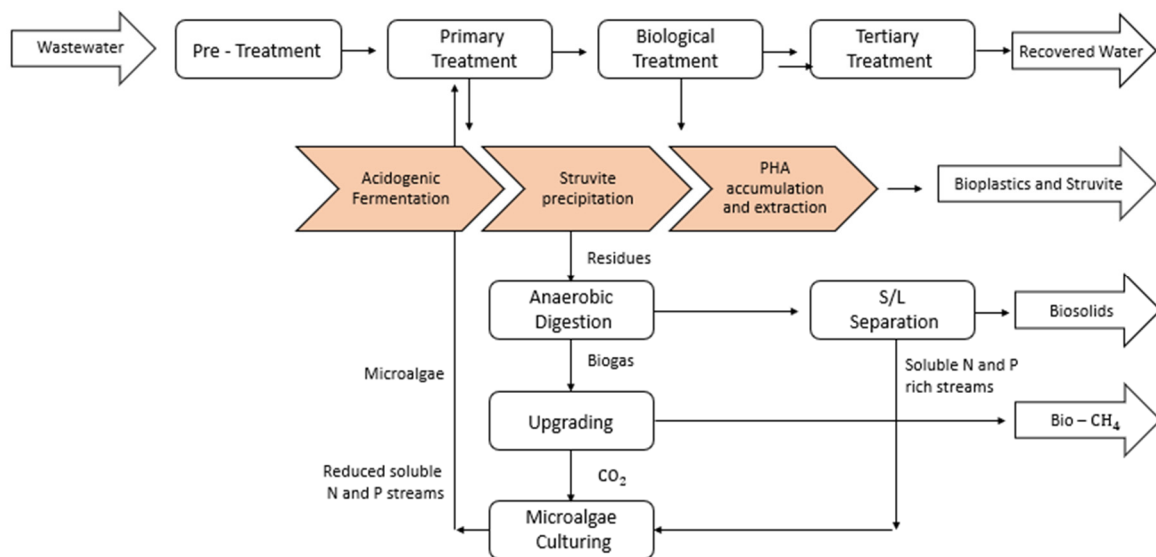 Wastewater
Pre - Treatment
Primary
Treatment
Biological
Treatment
Tertiary
Treatment
Recovered Water
Acidogenic
Fermentation
Struvite
precipitation
PHA
accumulation
and extraction
Bioplastics and Struvite
Residues
Anaerobic
Digestion
S/L
Separation
Biosolids
Biogas
Soluble N and P
rich streams
Microalgae
Upgrading
Bio – CH₄
Reduced soluble
N and P streams
CO₂
Microalgae
Culturing